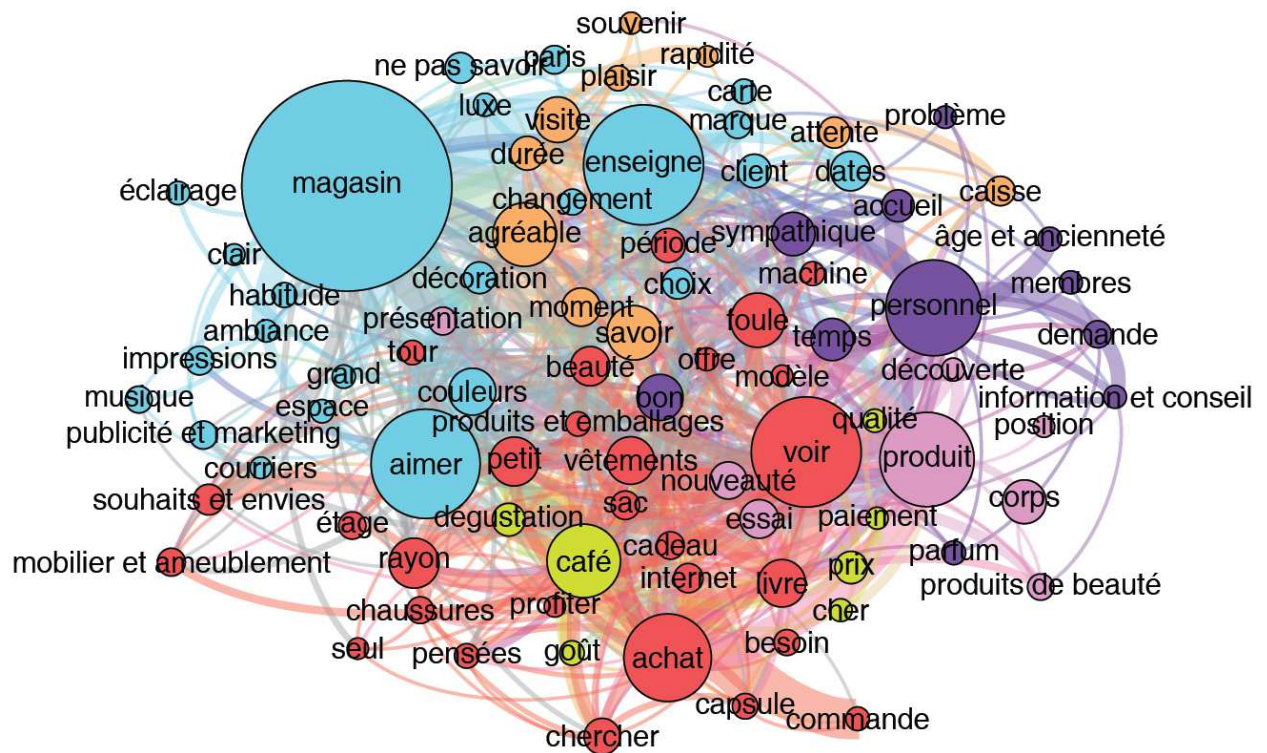 souvenir
ne pas savoir
paris
plaisir
rapidité
luxe
carte
visite
marque
attente
problème
durée
enseigne
client
dates
magasin
éclairage
changement
accueil
caisse
agréable
période
sympathique
âge et ancienneté
clair
décoration
choix
machine
membres
habitude
moment
personnel
ambiance
présentation
savoir
foule
temps
demande
impressions
tour
beauté
offre
modèle
découverte
grand
musique
espace
couleurs
bon
information et conseil
publicité et marketing
produits et emballages
qualité
position
courriers
aimer
petit
vêtements
voir
produit
nouveauté
souhaits et envies
étage
dégustation
sac
essai
paiement
corps
mobilier et ameublement
rayon
café
cadeau
internet
livre
prix
parfum
produits de beauté
chaussures
profiter
cher
seul
pensées
goût
achat
besoin
capsule
commande
chercher